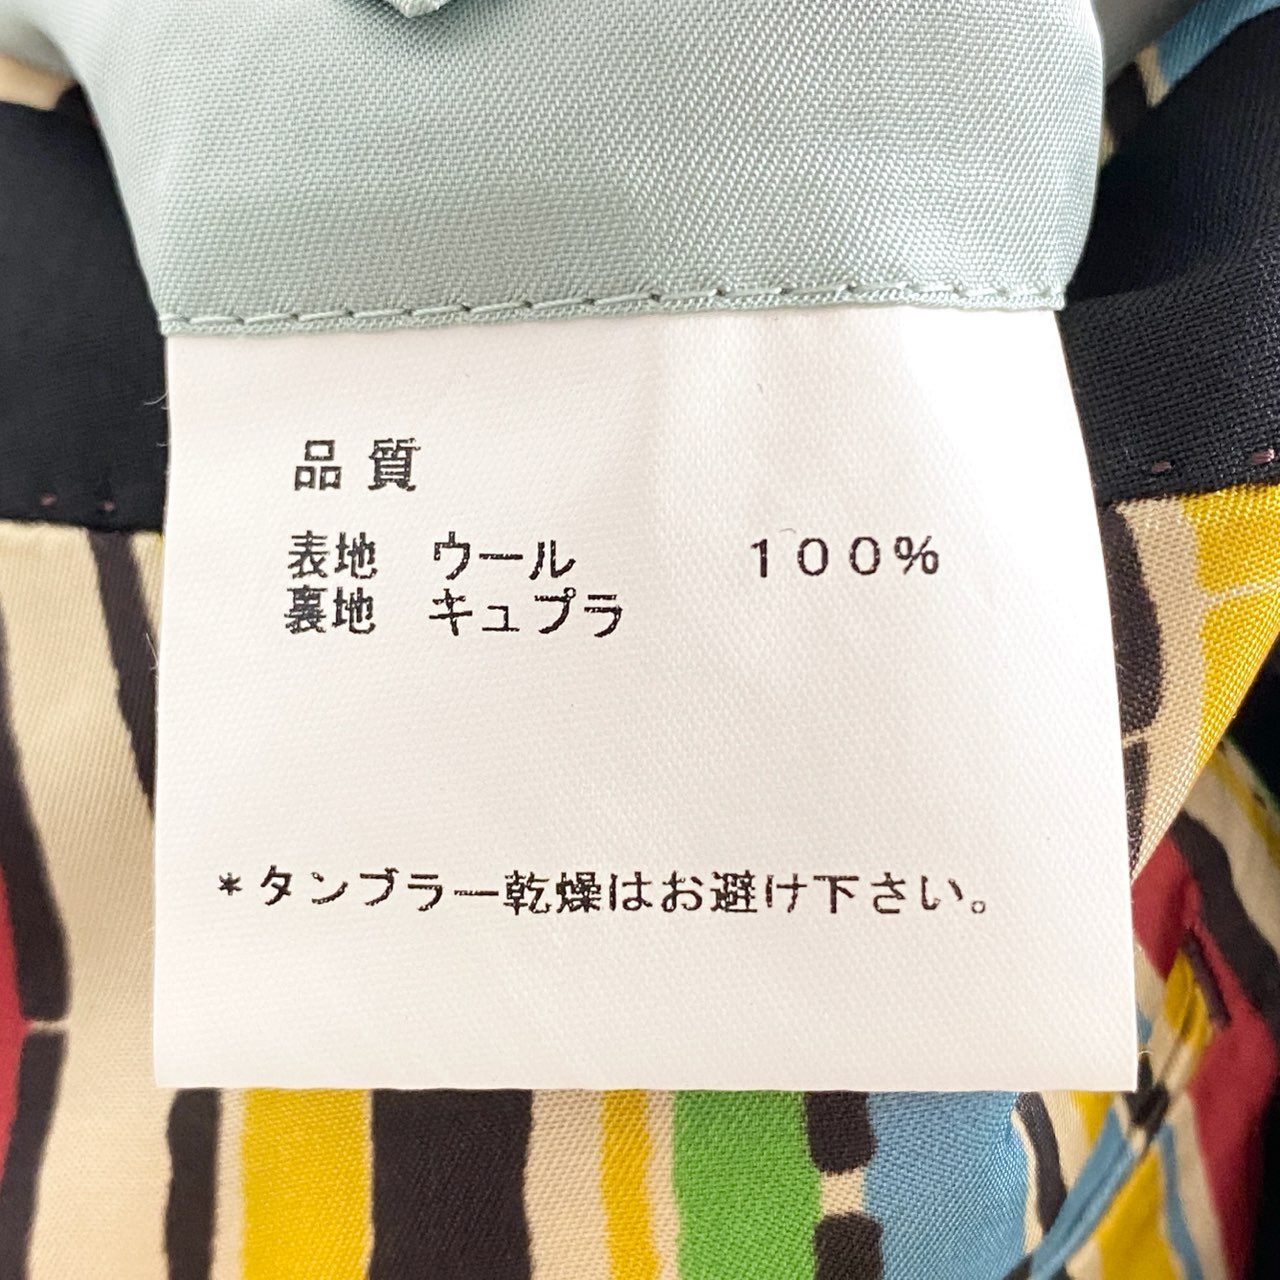 品質
表地 ウール 100%
裏地 キュプラ
*タンブラー乾燥はお避け下さい。